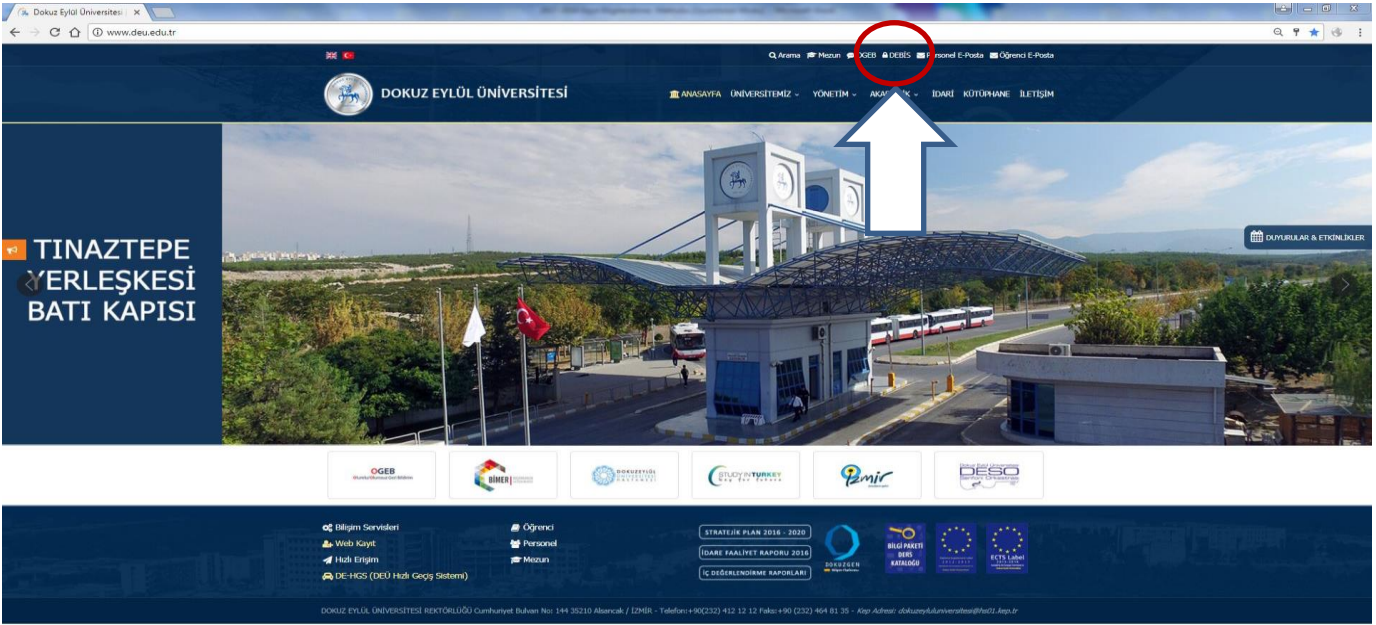 Dokuz Eylül Üniversitesi |
www.deu.edu.tr
Arama Mezun OGEB DEBİS Personel E-Posta Öğrenci E-Posta
DOKUZ EYLÜL ÜNİVERSİTESİ
ANASAYFA ÜNİVERSİTEMİZ YÖNETİM İDARİ KÜTÜPHANE İLETİŞİM
TINAZTEPE
YERLEŞKESİ
BATI KAPISI
DUYURULAR & ETKİNLİKLER
OGEB
BİMER
DOKUZEYLÜL
STUDY IN TURKEY
İzmir
DESO
Senfoni Orkestrası
Bilişim Servisleri
Web Kayıt
Hızlı Erişim
DE-HGS (DEÜ Hızlı Geçiş Sistemi)
Öğrenci
Personel
Mezun
STRATEJİK PLAN 2016 - 2020
İDARE FAALİYET RAPORU 2016
İÇ DEĞERLENDİRME RAPORLARI
DOKUZGEN
BİLGİ PAKETİ
DERS
KATALOĞU
ECTS Label
DOKUZ EYLÜL ÜNİVERSİTESİ REKTÖRLÜĞÜ Cumhuriyet Bulvarı No: 144 35210 Alsancak / İZMİR - Telefon:+90(232) 412 12 12 Faks:+90 (232) 464 81 35 - Kep Adresi: dokuzeyluluniversitesi@hs01.kep.tr